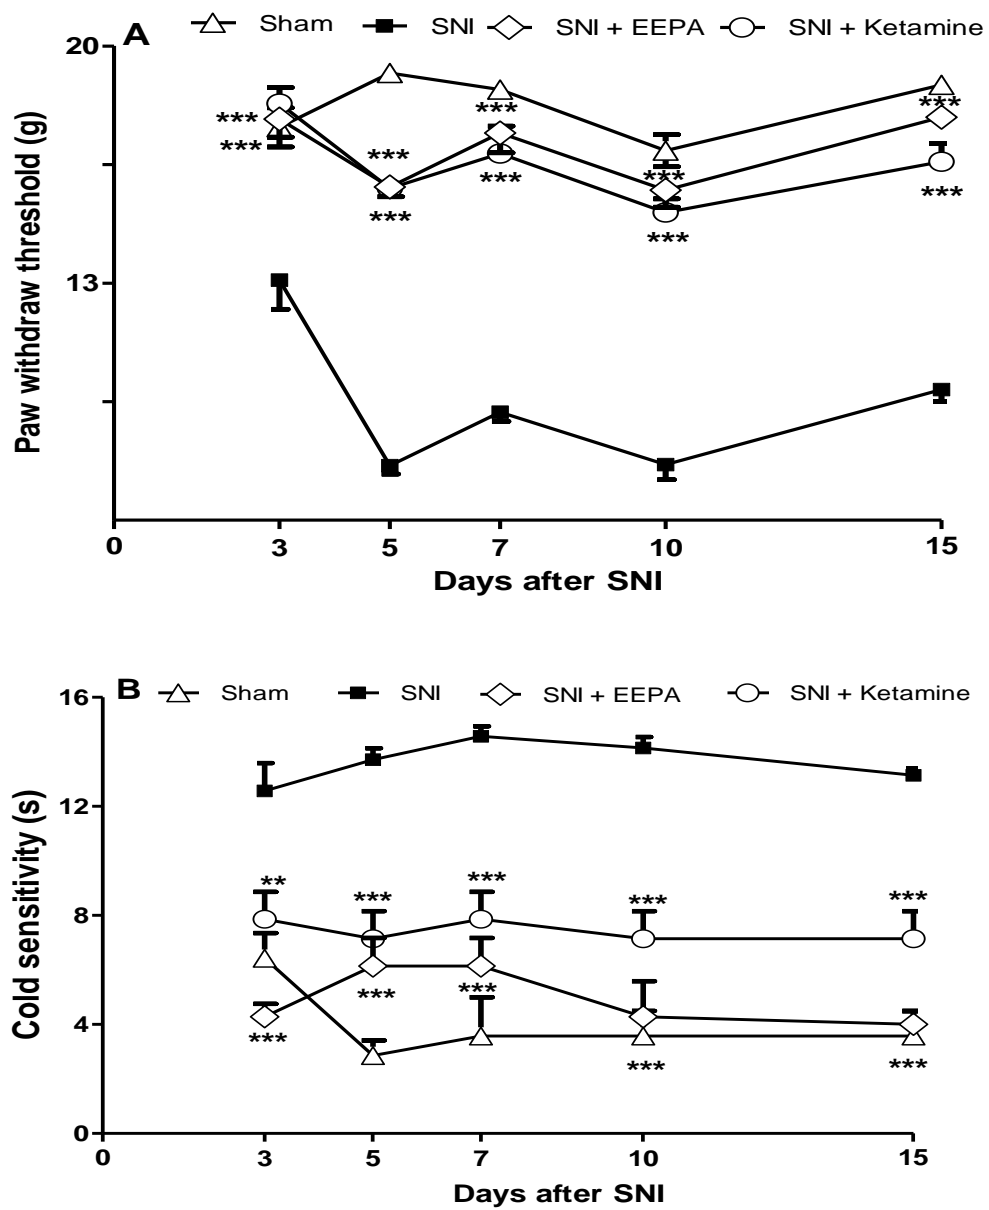 A Sham SNI SNI + EEPA SNI + Ketamine
20
***
***
***
***
***
***
***
***
***
***
13
Paw withdraw threshold (g)
0 3 5 7 10 15
Days after SNI
B Sham SNI SNI + EEPA SNI + Ketamine
16
12
** *** *** *** ***
8
*** *** *** *** ***
4
0
Cold sensitivity (s)
0 3 5 7 10 15
Days after SNI